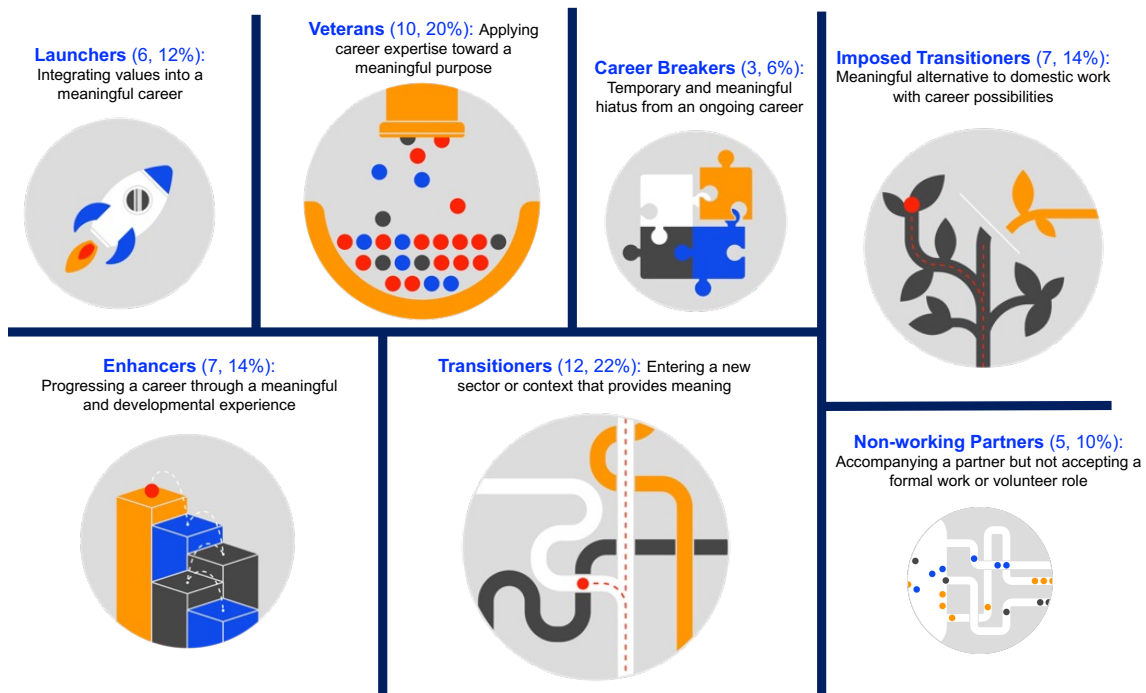 Launchers (6, 12%):
Integrating values into a
meaningful career
Veterans (10, 20%): Applying
career expertise toward a
meaningful purpose
Career Breakers (3, 6%):
Temporary and meaningful
hiatus from an ongoing career
Imposed Transitioners (7, 14%):
Meaningful alternative to domestic work
with career possibilities
Enhancers (7, 14%):
Progressing a career through a meaningful
and developmental experience
Transitioners (12, 22%): Entering a new
sector or context that provides meaning
Non-working Partners (5, 10%):
Accompanying a partner but not accepting a
formal work or volunteer role